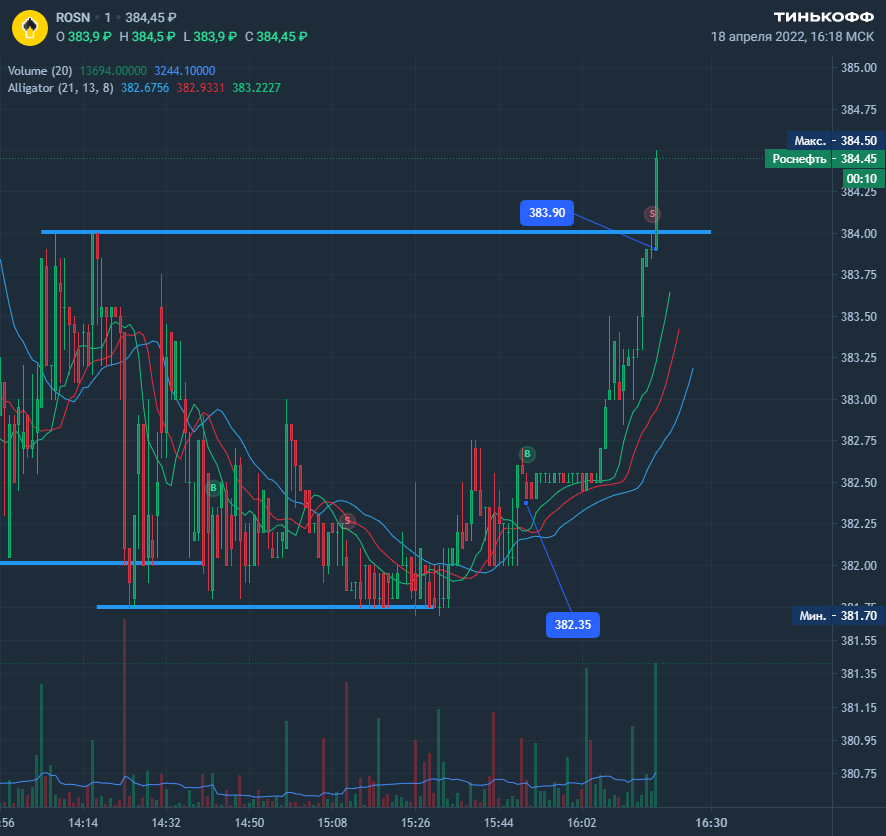 ROSN · 1 · 384,45 ₽
ТИНЬКОФФ
О 383,9 ₽ H 384,5 ₽ L 383,9 ₽ C 384,45 ₽
18 апреля 2022, 16:18 МСК
Volume (20) 13694.00000 3244.10000
Alligator (21, 13, 8) 382.6756 382.9331 383.2227
385.00
384.75
Макс. - 384.50
Роснефть - 384.45
00:10
384.25
383.90
S
384.00
383.75
383.50
383.25
383.00
382.75
B
B
382.50
S
382.25
382.00
381.75
Мин. - 381.70
382.35
381.55
381.35
381.15
380.95
380.75
:56 14:14 14:32 14:50 15:08 15:26 15:44 16:02 16:30